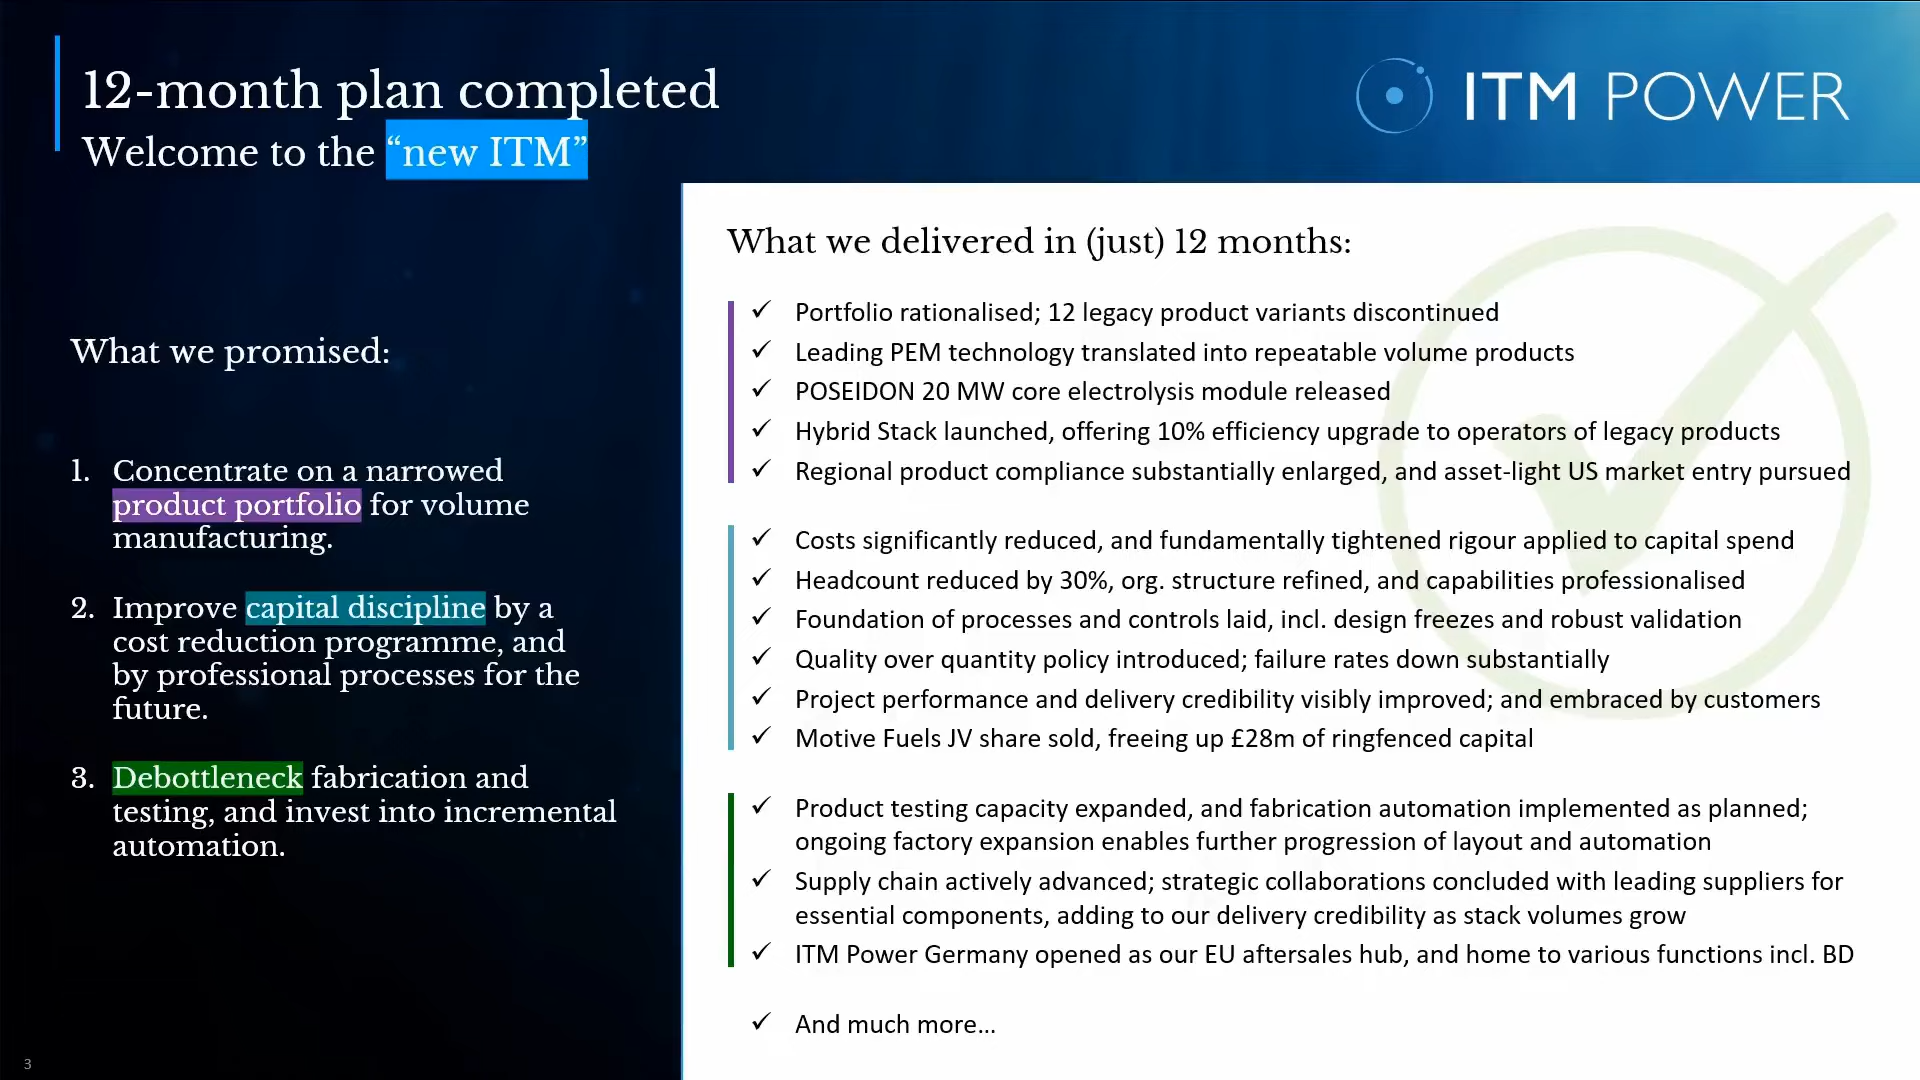 12-month plan completed
Welcome to the “new ITM”
ITM POWER
What we promised:
1. Concentrate on a narrowed
product portfolio for volume
manufacturing.
2. Improve capital discipline by a
cost reduction programme, and
by professional processes for the
future.
3. Debottleneck fabrication and
testing, and invest into incremental
automation.
What we delivered in (just) 12 months:
✓ Portfolio rationalised; 12 legacy product variants discontinued
✓ Leading PEM technology translated into repeatable volume products
✓ POSEIDON 20 MW core electrolysis module released
✓ Hybrid Stack launched, offering 10% efficiency upgrade to operators of legacy products
✓ Regional product compliance substantially enlarged, and asset-light US market entry pursued
✓ Costs significantly reduced, and fundamentally tightened rigour applied to capital spend
✓ Headcount reduced by 30%, org. structure refined, and capabilities professionalised
✓ Foundation of processes and controls laid, incl. design freezes and robust validation
✓ Quality over quantity policy introduced; failure rates down substantially
✓ Project performance and delivery credibility visibly improved; and embraced by customers
✓ Motive Fuels JV share sold, freeing up £28m of ringfenced capital
✓ Product testing capacity expanded, and fabrication automation implemented as planned;
ongoing factory expansion enables further progression of layout and automation
✓ Supply chain actively advanced; strategic collaborations concluded with leading suppliers for
essential components, adding to our delivery credibility as stack volumes grow
✓ ITM Power Germany opened as our EU aftersales hub, and home to various functions incl. BD
✓ And much more...
3